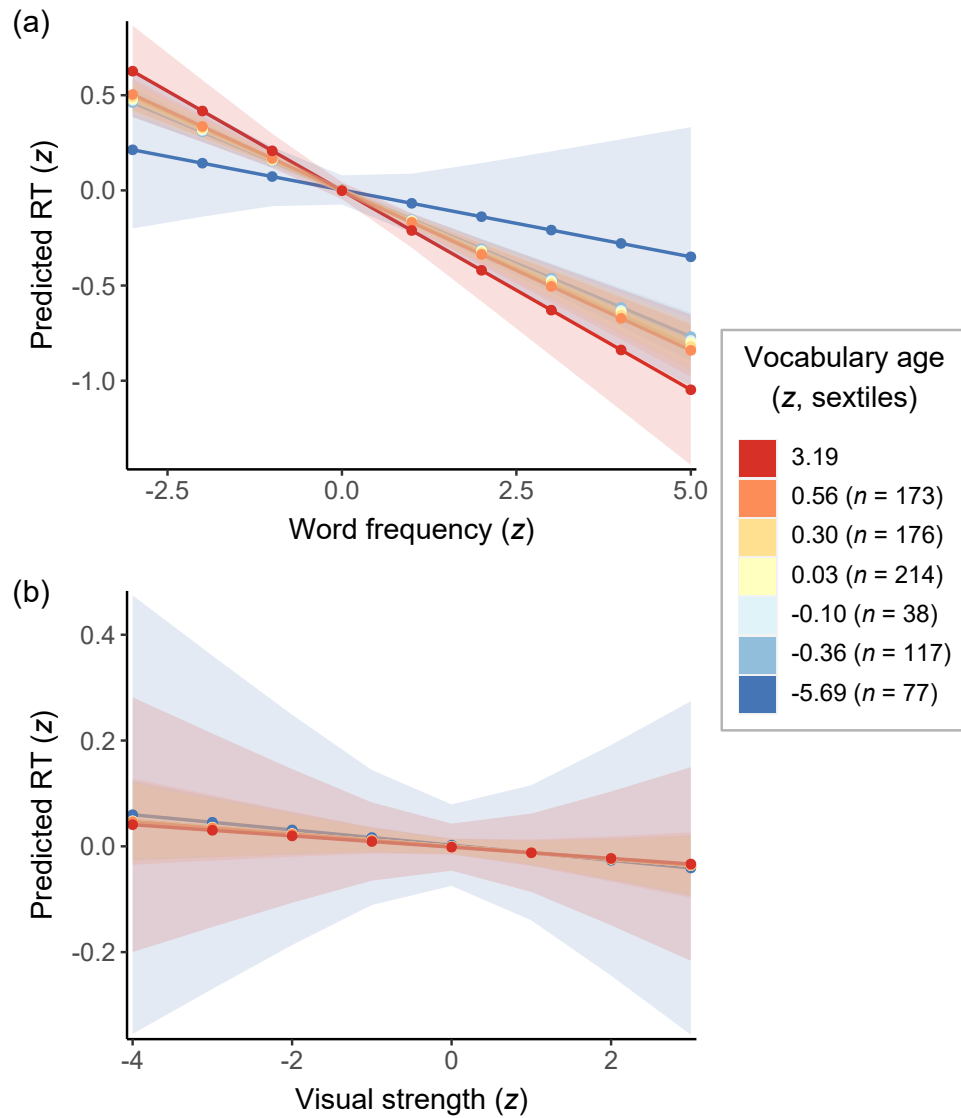 (a)
0.5
0.0
-0.5
-1.0
Predicted RT (z)
-2.5
0.0
2.5
5.0
Word frequency (z)
(b)
0.4
0.2
0.0
-0.2
Predicted RT (z)
-4
-2
0
2
Visual strength (z)
Vocabulary age
(z, sextiles)
3.19
0.56 (n = 173)
0.30 (n = 176)
0.03 (n = 214)
-0.10 (n = 38)
-0.36 (n = 117)
-5.69 (n = 77)